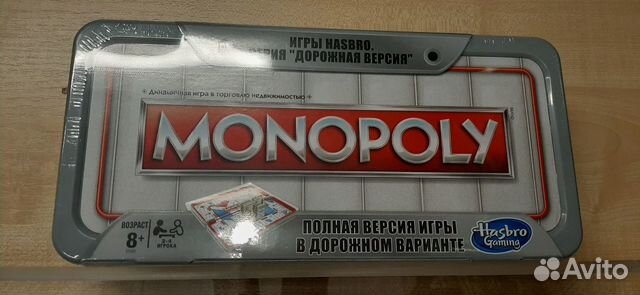 ИГРЫ HASBRO.
СЕРИЯ "ДОРОЖНАЯ ВЕРСИЯ"
Динамичная игра в торговлю недвижимостью
MONOPOLY
ВОЗРАСТ
8+
2-4
ИГРОКА
ПОЛНАЯ ВЕРСИЯ ИГРЫ
В ДОРОЖНОМ ВАРИАНТЕ
Hasbro
Gaming
Avito